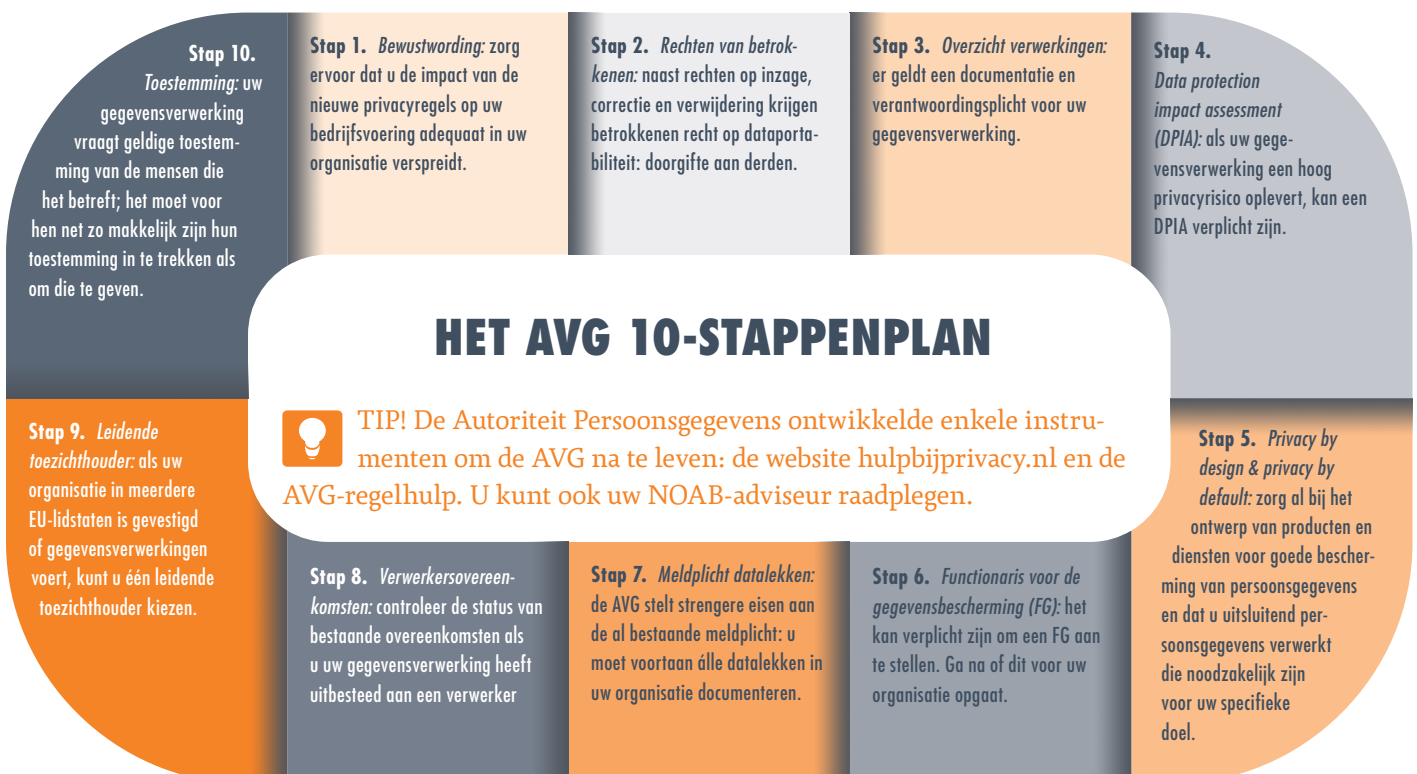 HET AVG 10-STAPPENPLAN
TIP! De Autoriteit Persoonsgegevens ontwikkelde enkele instru-
menten om de AVG na te leven: de website hulpbijprivacy.nl en de
AVG-regelhulp. U kunt ook uw NOAB-adviseur raadplegen.
Stap 1. Bewustwording: zorg
ervoor dat u de impact van de
nieuwe privacyregels op uw
bedrijfsvoering adequaat in uw
organisatie verspreidt.
Stap 2. Rechten van betrok-
kenen: naast rechten op inzage,
correctie en verwijdering krijgen
betrokkenen recht op dataporta-
biliteit: doorgifte aan derden.
Stap 3. Overzicht verwerkingen:
er geldt een documentatie en
verantwoordingsplicht voor uw
gegevensverwerking.
Stap 4.
Data protection
impact assessment
(DPIA): als uw gege-
vensverwerking een hoog
privacyrisico oplevert, kan een
DPIA verplicht zijn.
Stap 5. Privacy by
design & privacy by
default: zorg al bij het
ontwerp van producten en
diensten voor goede bescher-
ming van persoonsgegevens
en dat u uitsluitend per-
soonsgegevens verwerkt
die noodzakelijk zijn
voor uw specifieke
doel.
Stap 6. Functionaris voor de
gegevensbescherming (FG): het
kan verplicht zijn om een FG aan
te stellen. Ga na of dit voor uw
organisatie opgaat.
Stap 7. Meldplicht datalekken:
de AVG stelt strengere eisen aan
de al bestaande meldplicht: u
moet voortaan álle datalekken in
uw organisatie documenteren.
Stap 8. Verwerkersovereen-
komsten: controleer de status van
bestaande overeenkomsten als
u uw gegevensverwerking heeft
uitbesteed aan een verwerker
Stap 9. Leidende
toezichthouder: als uw
organisatie in meerdere
EU-lidstaten is gevestigd
of gegevensverwerkingen
voert, kunt u één leidende
toezichthouder kiezen.
Stap 10.
Toestemming: uw
gegevensverwerking
vraagt geldige toestem-
ming van de mensen die
het betreft; het moet voor
hen net zo makkelijk zijn hun
toestemming in te trekken als
om die te geven.